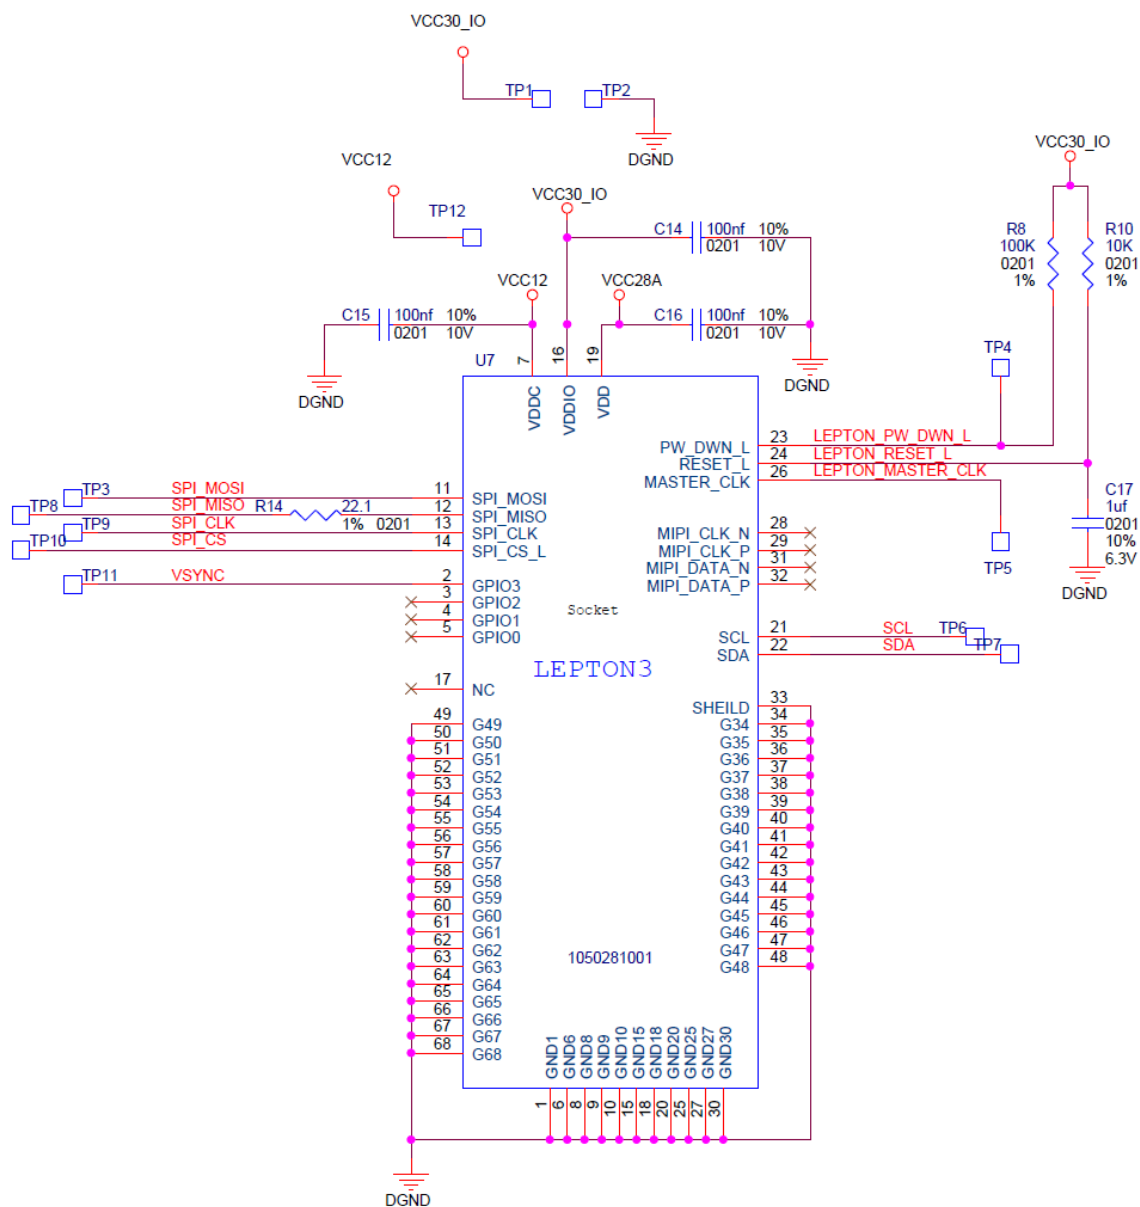 VCC30_IO
TP1 TP2
DGND
VCC12
TP12
VCC30_IO
VCC30_IO
C14 100nf 10%
0201 10V
R8
100K
0201
1%
R10
10K
0201
1%
VCC12
VCC28A
C15 100nf 10%
0201 10V
C16 100nf 10%
0201 10V
DGND
DGND
U7
7 16 19
VDDC VDDIO VDD
TP4
PW_DWN_L 23 LEPTON_PW_DWN_L
RESET_L 24 LEPTON_RESET_L
MASTER_CLK 26 LEPTON_MASTER_CLK
TP3 SPI_MOSI 11 SPI_MOSI
TP8 SPI_MISO R14 22.1 12 SPI_MISO
1% 0201
TP9 SPI_CLK 13 SPI_CLK
TP10 SPI_CS 14 SPI_CS_L
C17
1uf
0201
10%
6.3V
DGND
TP5
MIPI_CLK_N 28
MIPI_CLK_P 29
MIPI_DATA_N 31
MIPI_DATA_P 32
TP11 VSYNC 2 GPIO3
3 GPIO2
4 GPIO1
5 GPIO0
Socket
SCL 21 SCL TP6
SDA 22 SDA TP7
LEPTON3
17 NC
SHEILD 33
49 G49 G34 34
50 G50 G35 35
51 G51 G36 36
52 G52 G37 37
53 G53 G38 38
54 G54 G39 39
55 G55 G40 40
56 G56 G41 41
57 G57 G42 42
58 G58 G43 43
59 G59 G44 44
60 G60 G45 45
61 G61 G46 46
62 G62 G47 47
63 G63 G48 48
64 G64
65 G65
66 G66
67 G67
68 G68
1050281001
GND1 GND6 GND8 GND9 GND10 GND15 GND18 GND20 GND25 GND27 GND30
1 6 8 9 10 15 18 20 25 27 30
DGND